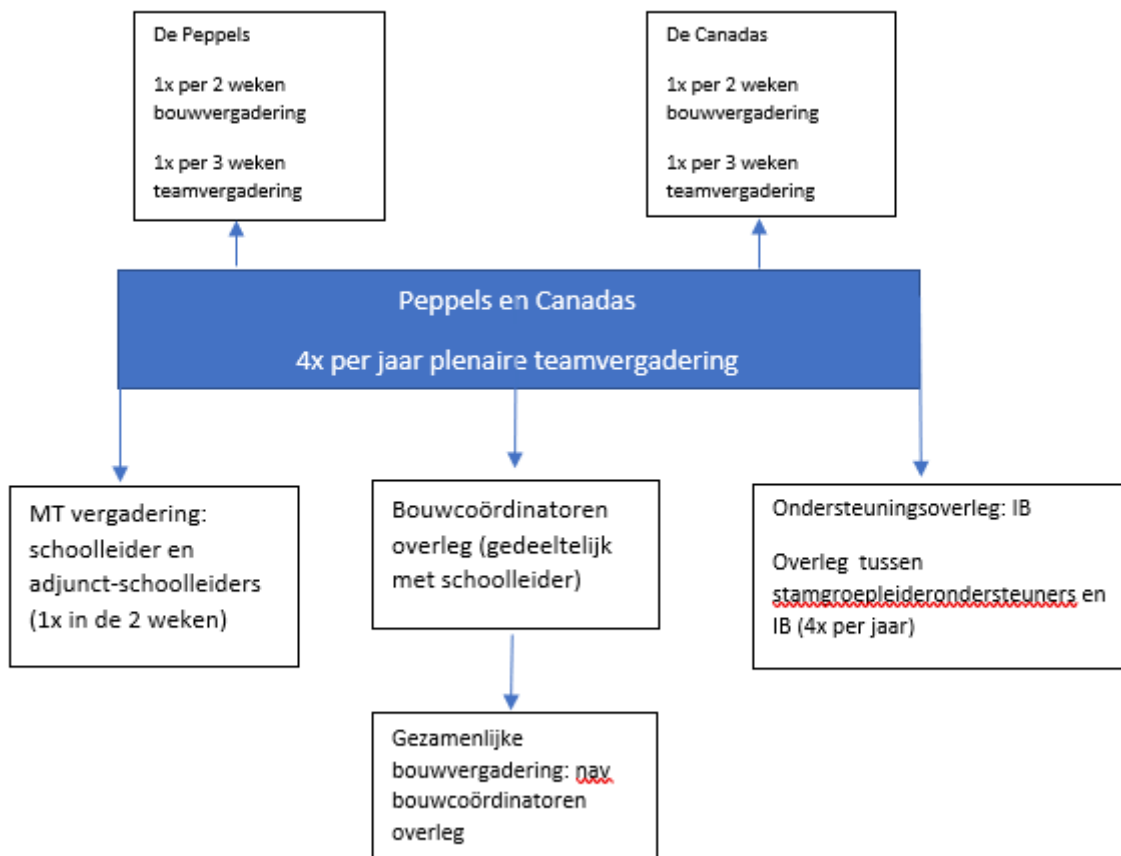 De Peppels
1x per 2 weken
bouwvergadering
1x per 3 weken
teamvergadering
De Canadas
1x per 2 weken
bouwvergadering
1x per 3 weken
teamvergadering
Peppels en Canadas
4x per jaar plenaire teamvergadering
MT vergadering:
schoolleider en
adjunct-schoolleiders
(1x in de 2 weken)
Bouwcoördinatoren
overleg (gedeeltelijk
met schoolleider)
Ondersteuningsoverleg: IB
Overleg tussen
stamgroepleiderondersteuners en
IB (4x per jaar)
Gezamenlijke
bouwvergadering: nav
bouwcoördinatoren
overleg